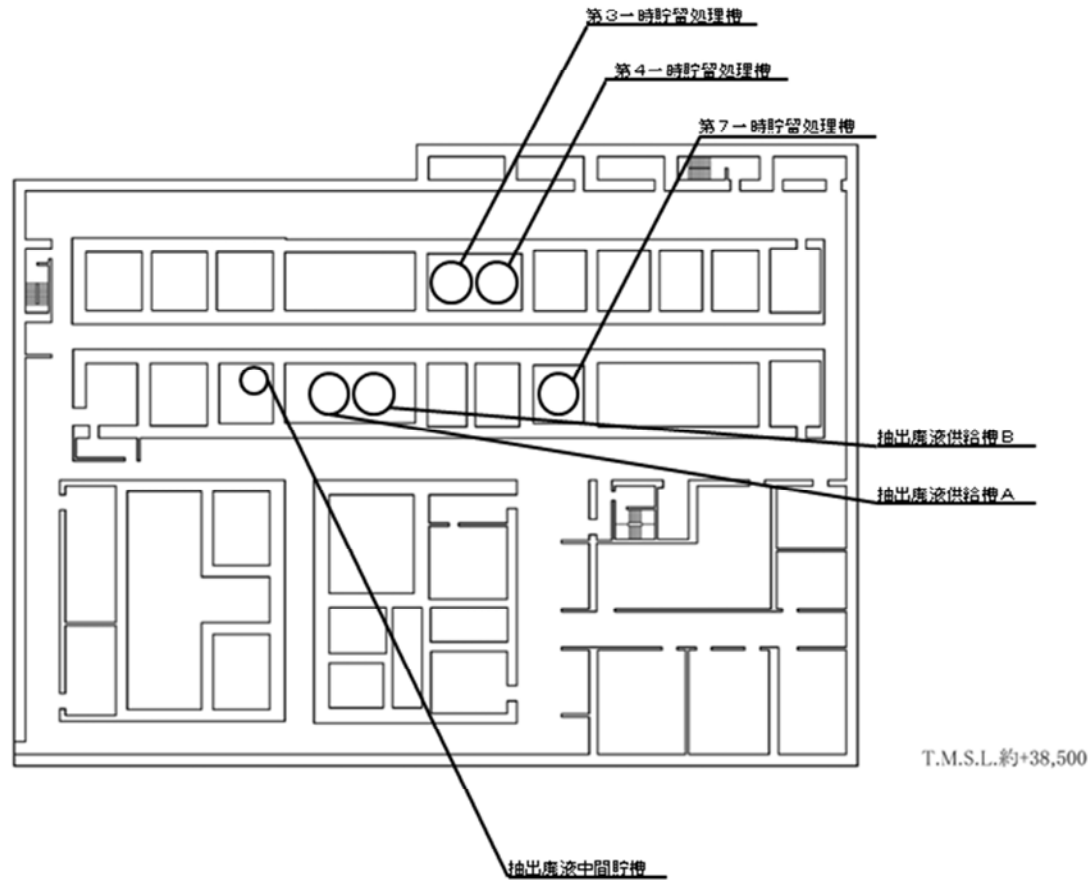 第3一時貯留処理槽
第4一時貯留処理槽
第7一時貯留処理槽
抽出廃液供給槽B
抽出廃液供給槽A
T.M.S.L.約+38,500
抽出廃液中間貯槽